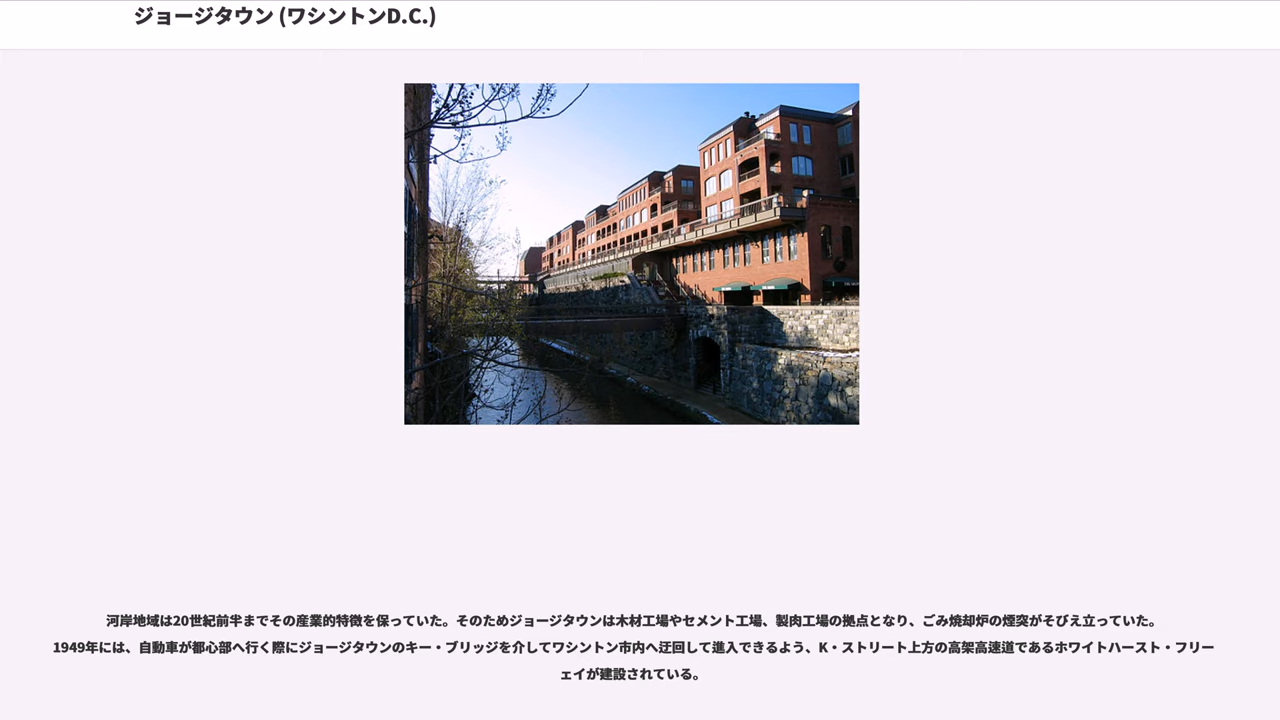 ジョージタウン (ワシントンD.C.)
河岸地域は20世紀前半までその産業的特徴を保っていた。そのためジョージタウンは木材工場やセメント工場、製肉工場の拠点となり、ごみ焼却炉の煙突がそびえ立っていた。
1949年には、自動車が都心部へ行く際にジョージタウンのキー・ブリッジを介してワシントン市内へ迂回して進入できるよう、K・ストリート上方の高架高速道であるホワイトハースト・フリー
ェイが建設されている。